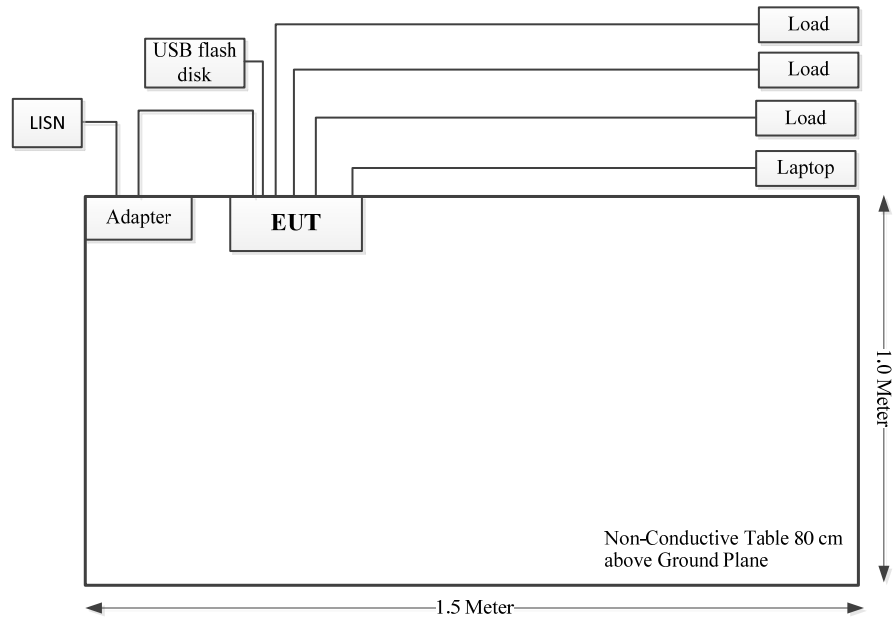 Load
USB flash
disk
Load
LISN
Load
Laptop
Adapter
EUT
1.0 Meter
Non-Conductive Table 80 cm
above Ground Plane
1.5 Meter